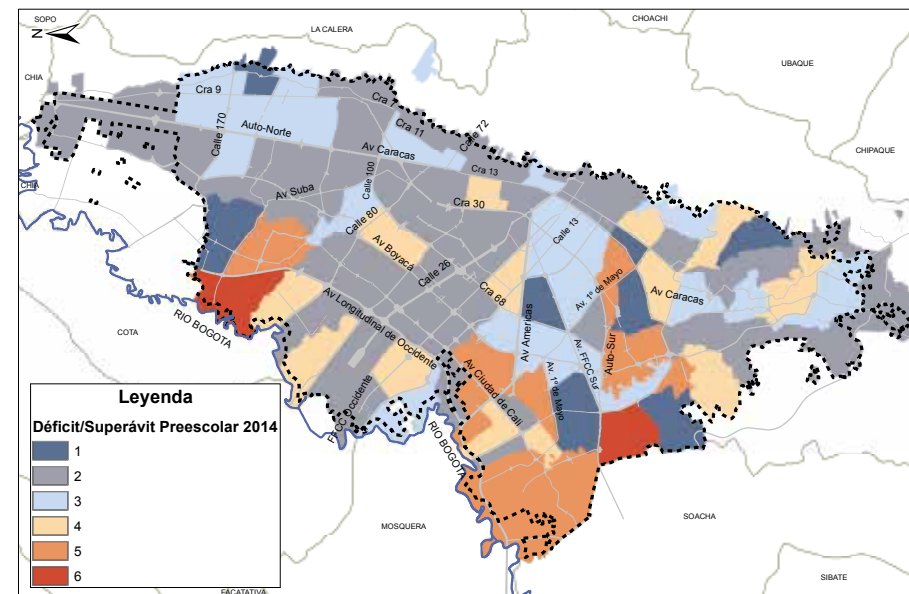 SOPO
LA CALERA
CHOACHI
N
UBAQUE
CHIA
Cra 9
Cra 7
Cra 11
Calle 72
Auto-Norte
Calle 170
Av Caracas
CHIPAQUE
Calle 100
Cra 13
CHIA
Av Suba
Cra 30
Calle 80
Calle 13
Av Boyacá
Calle 26
Cra 68
Av. 1º de Mayo
Av Caracas
Av Longitudinal de Occidente
RIO BOGOTA
COTA
Av Americas
Auto-Sur
Av. FFCC Sur
Av Ciudad de Cali
Av. 1º de Mayo
FFCC Occidente
RIO BOGOTA
Leyenda
Déficit/Superávit Preescolar 2014
1
2
3
4
5
6
MOSQUERA
SOACHA
SIBATE
FACATATIVA